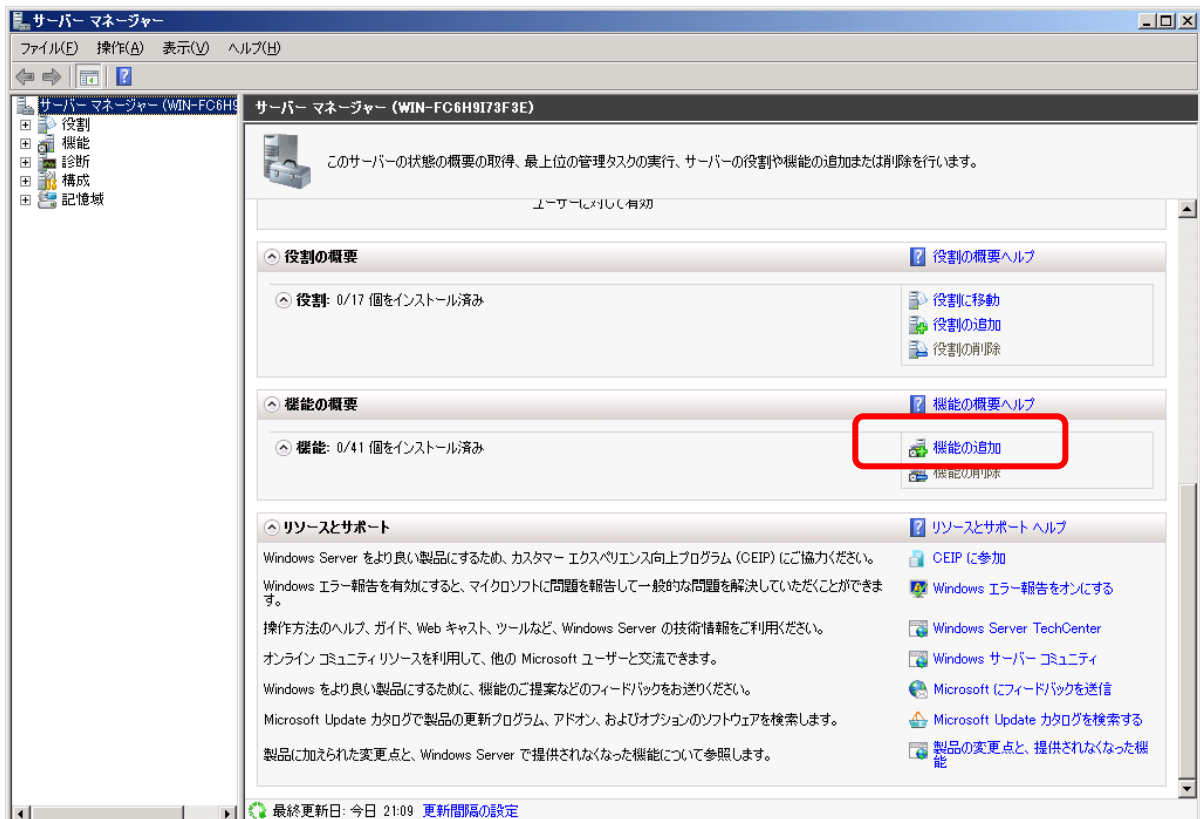 サーバー マネージャー
ファイル(F) 操作(A) 表示(V) ヘルプ(H)
サーバー マネージャー (WIN-FC6H9
役割
機能
診断
構成
記憶域
サーバー マネージャー (WIN-FC6H9I73F3E)
このサーバーの状態の概要の取得、最上位の管理タスクの実行、サーバーの役割や機能の追加または削除を行います。
ユーザーに対して有効
役割の概要
役割の概要ヘルプ
役割: 0/17 個をインストール済み
役割に移動
役割の追加
役割の削除
機能の概要
機能の概要ヘルプ
機能: 0/41 個をインストール済み
機能の追加
機能の削除
リソースとサポート
リソースとサポート ヘルプ
Windows Server をより良い製品にするため、カスタマー エクスペリエンス向上プログラム (CEIP) にご協力ください。
CEIP に参加
Windows エラー報告を有効にすると、マイクロソフトに問題を報告して一般的な問題を解決していただくことができま
す。
Windows エラー報告をオンにする
操作方法のヘルプ、ガイド、Web キャスト、ツールなど、Windows Server の技術情報をご利用ください。
Windows Server TechCenter
オンライン コミュニティ リソースを利用して、他の Microsoft ユーザーと交流できます。
Windows サーバー コミュニティ
Windows をより良い製品にするために、機能のご提案などのフィードバックをお送りください。
Microsoft にフィードバックを送信
Microsoft Update カタログで製品の更新プログラム、アドオン、およびオプションのソフトウェアを検索します。
Microsoft Update カタログを検索する
製品に加えられた変更点と、Windows Server で提供されなくなった機能について参照します。
製品の変更点と、提供されなくなった機
能
最終更新日: 今日 21:09 更新間隔の設定